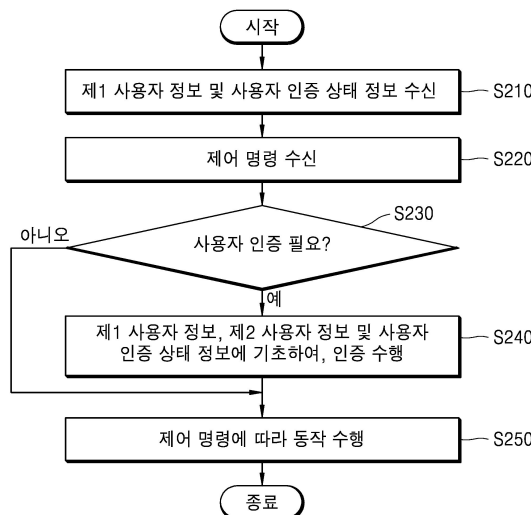 시작
제1 사용자 정보 및 사용자 인증 상태 정보 수신
S210
제어 명령 수신
S220
S230
아니오
사용자 인증 필요?
예
제1 사용자 정보, 제2 사용자 정보 및 사용자
인증 상태 정보에 기초하여, 인증 수행
S240
제어 명령에 따라 동작 수행
S250
종료